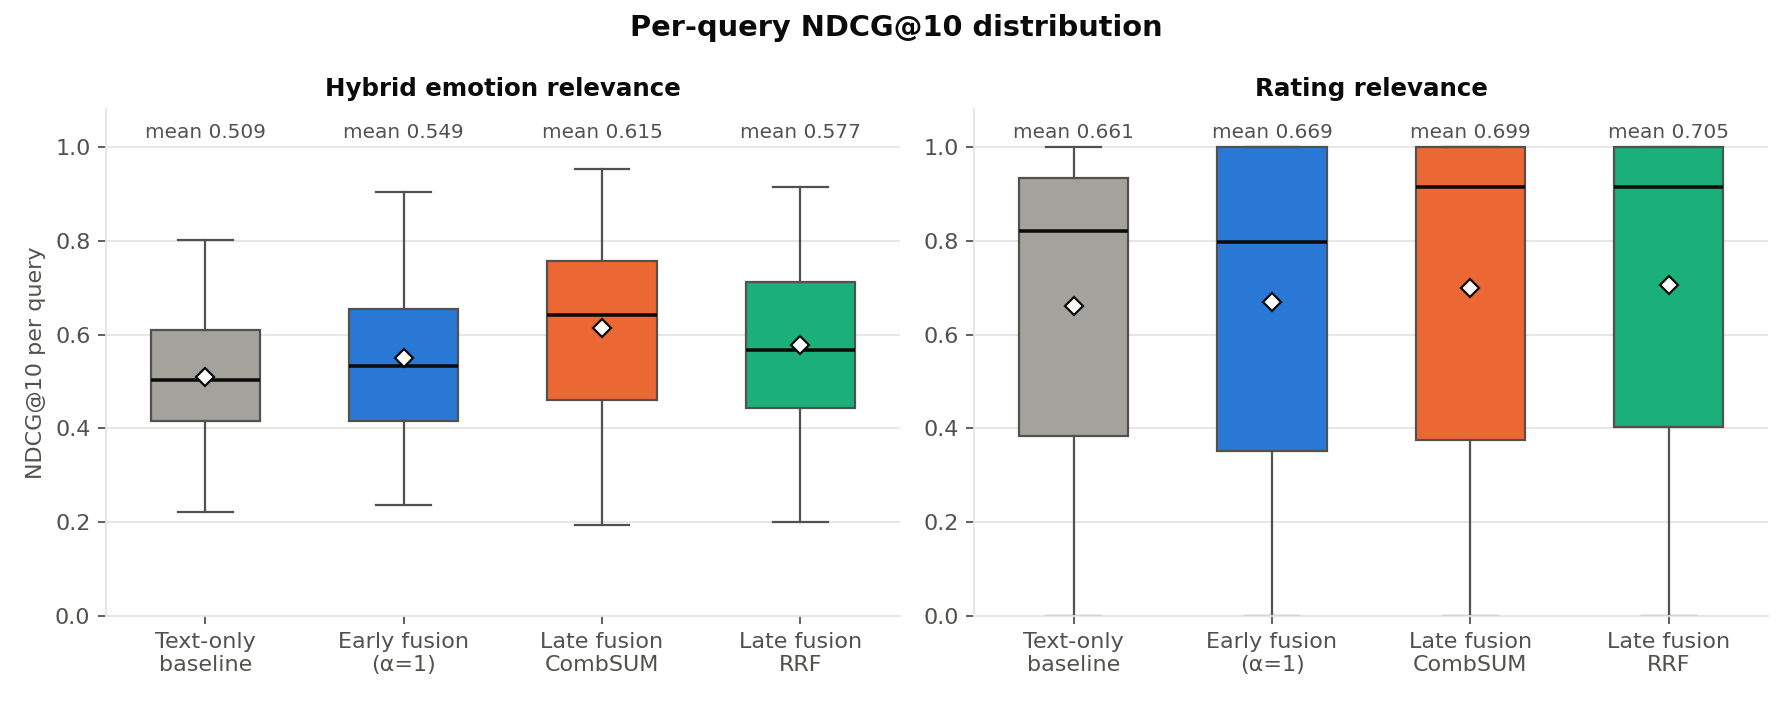 Per-query NDCG@10 distribution
Hybrid emotion relevance
mean 0.509 mean 0.549 mean 0.615 mean 0.577
1.0
0.8
0.6
0.4
0.2
0.0
NDCG@10 per query
Text-only baseline
Early fusion (α=1)
Late fusion CombSUM
Late fusion RRF
Rating relevance
mean 0.661 mean 0.669 mean 0.699 mean 0.705
1.0
0.8
0.6
0.4
0.2
0.0
Text-only baseline
Early fusion (α=1)
Late fusion CombSUM
Late fusion RRF